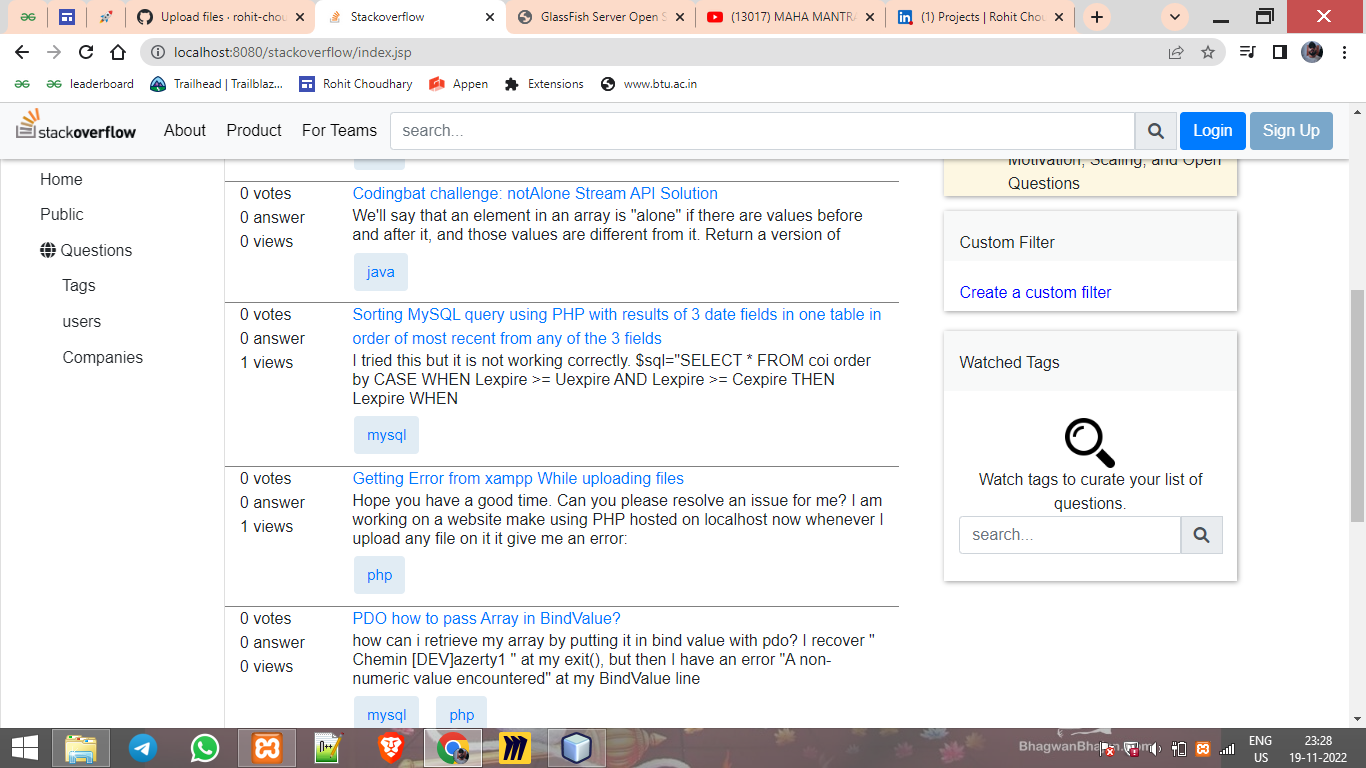 Upload files · rohit-chou
Stackoverflow
GlassFish Server Open S
(13017) MAHA MANTRA
(1) Projects | Rohit Chou
localhost:8080/stackoverflow/index.jsp
leaderboard
Trailhead | Trailblaz...
Rohit Choudhary
Appen
Extensions
www.btu.ac.in
stackoverflow
About
Product
For Teams
search...
Login
Sign Up
Home
Public
Questions
Tags
users
Companies
0 votes
0 answer
0 views
Codingbat challenge: notAlone Stream API Solution
We'll say that an element in an array is "alone" if there are values before
and after it, and those values are different from it. Return a version of
java
0 votes
0 answer
1 views
Sorting MySQL query using PHP with results of 3 date fields in one table in
order of most recent from any of the 3 fields
I tried this but it is not working correctly. $sql="SELECT * FROM coi order
by CASE WHEN Lexpire >= Uexpire AND Lexpire >= Cexpire THEN
Lexpire WHEN
mysql
0 votes
0 answer
1 views
Getting Error from xampp While uploading files
Hope you have a good time. Can you please resolve an issue for me? I am
working on a website make using PHP hosted on localhost now whenever I
upload any file on it it give me an error:
php
0 votes
0 answer
0 views
PDO how to pass Array in BindValue?
how can i retrieve my array by putting it in bind value with pdo? I recover "
Chemin [DEV]azerty1 " at my exit(), but then I have an error "A non-
numeric value encountered" at my BindValue line
mysql
php
Motivation, Scaling, and Open
Questions
Custom Filter
Create a custom filter
Watched Tags
Watch tags to curate your list of
questions.
search...
ENG
US
23:28
19-11-2022